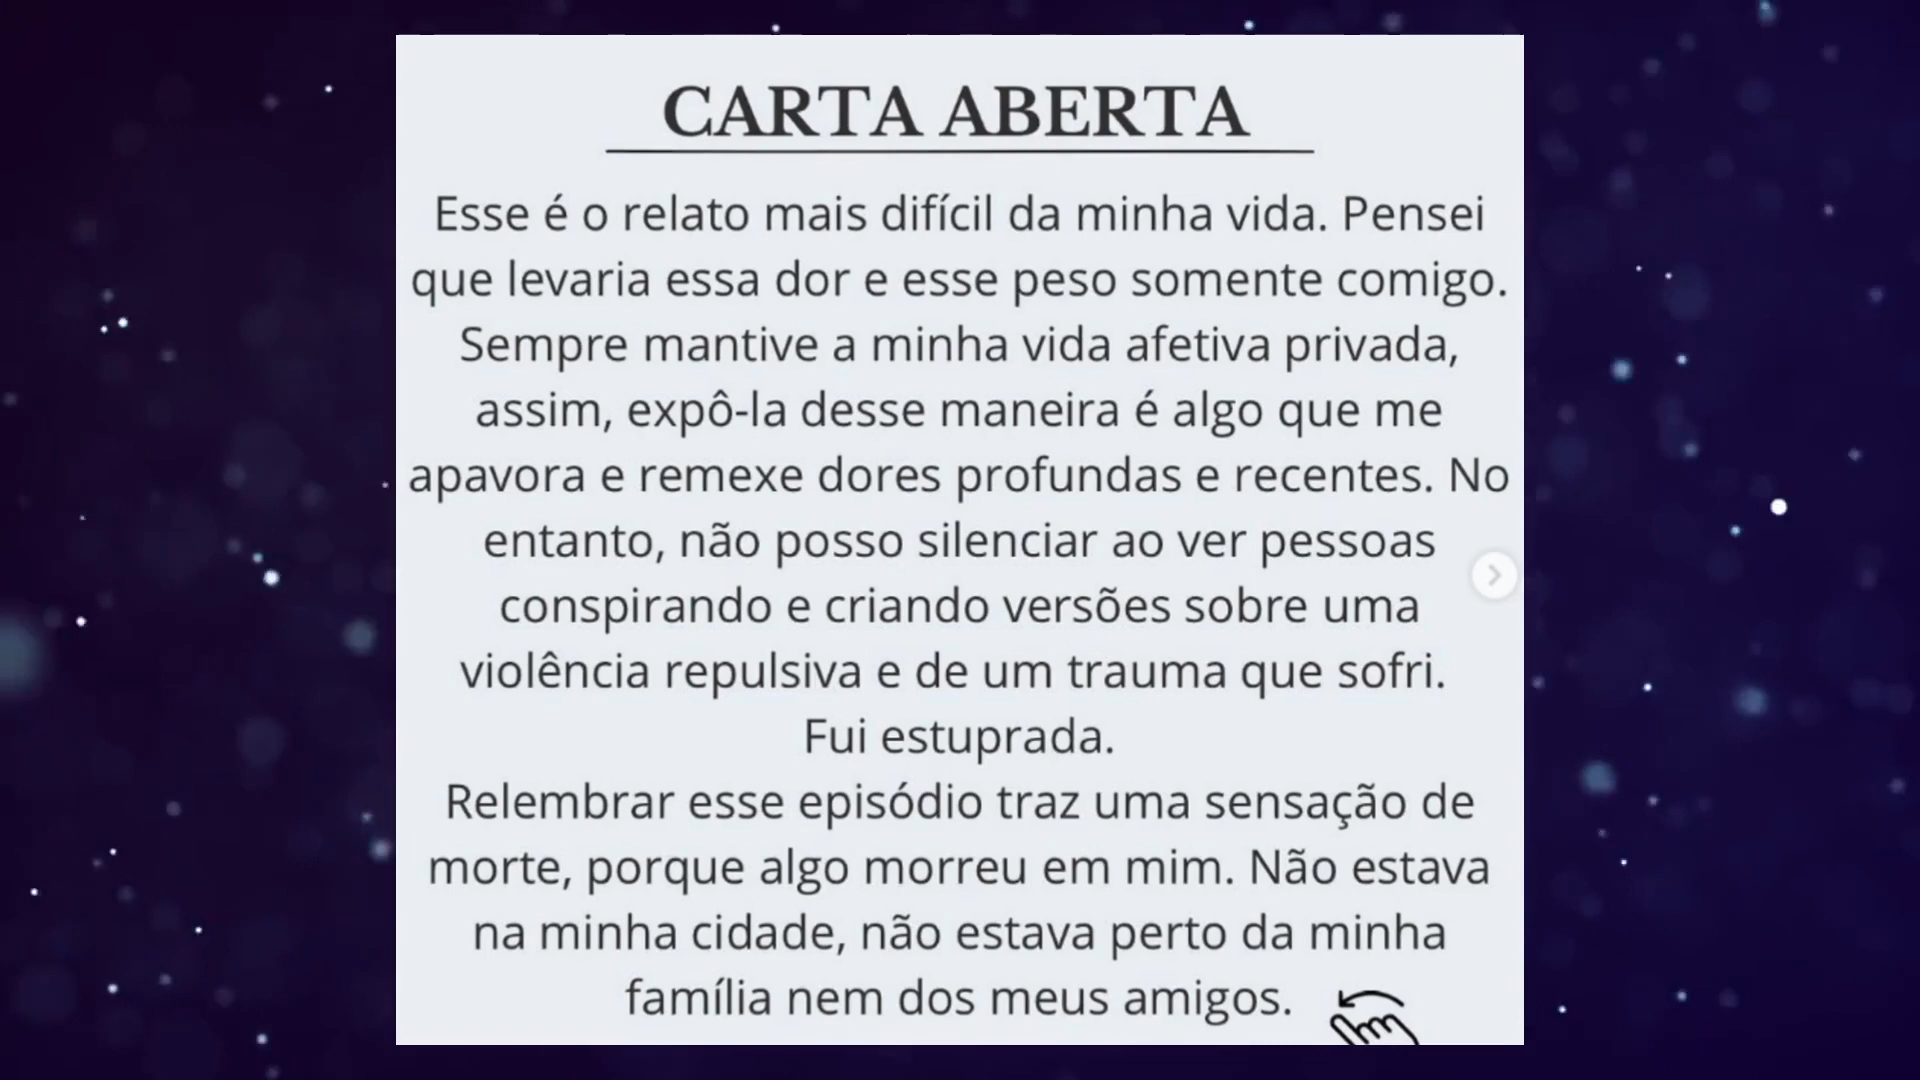 CARTA ABERTA
Esse é o relato mais difícil da minha vida. Pensei
que levaria essa dor e esse peso somente comigo.
Sempre mantive a minha vida afetiva privada,
assim, expô-la desse maneira é algo que me
apavora e remexe dores profundas e recentes. No
entanto, não posso silenciar ao ver pessoas
conspirando e criando versões sobre uma
violência repulsiva e de um trauma que sofri.
Fui estuprada.
Relembrar esse episódio traz uma sensação de
morte, porque algo morreu em mim. Não estava
na minha cidade, não estava perto da minha
família nem dos meus amigos.